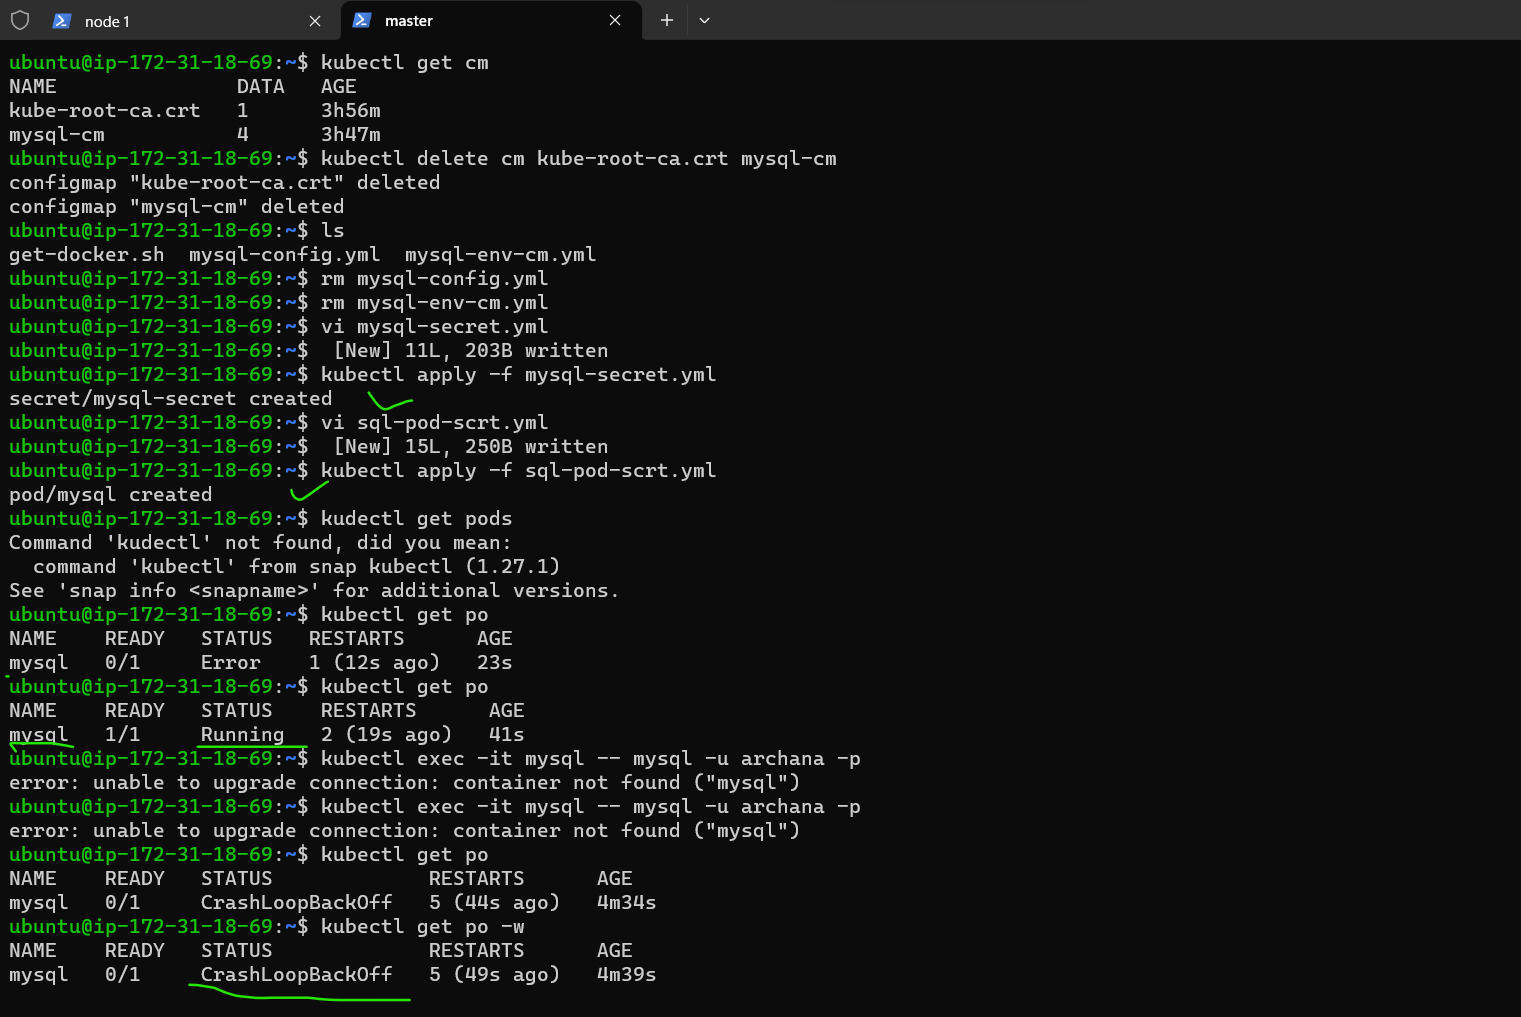 node 1
master
ubuntu@ip-172-31-18-69:~$ kubectl get cm
NAME               DATA   AGE
kube-root-ca.crt   1      3h56m
mysql-cm           4      3h47m
ubuntu@ip-172-31-18-69:~$ kubectl delete cm kube-root-ca.crt mysql-cm
configmap "kube-root-ca.crt" deleted
configmap "mysql-cm" deleted
ubuntu@ip-172-31-18-69:~$ ls
get-docker.sh  mysql-config.yml  mysql-env-cm.yml
ubuntu@ip-172-31-18-69:~$ rm mysql-config.yml
ubuntu@ip-172-31-18-69:~$ rm mysql-env-cm.yml
ubuntu@ip-172-31-18-69:~$ vi mysql-secret.yml
ubuntu@ip-172-31-18-69:~$  [New] 11L, 203B written
ubuntu@ip-172-31-18-69:~$ kubectl apply -f mysql-secret.yml
secret/mysql-secret created
ubuntu@ip-172-31-18-69:~$ vi sql-pod-scrt.yml
ubuntu@ip-172-31-18-69:~$  [New] 15L, 250B written
ubuntu@ip-172-31-18-69:~$ kubectl apply -f sql-pod-scrt.yml
pod/mysql created
ubuntu@ip-172-31-18-69:~$ kudectl get pods
Command 'kudectl' not found, did you mean:
  command 'kubectl' from snap kubectl (1.27.1)
See 'snap info <snapname>' for additional versions.
ubuntu@ip-172-31-18-69:~$ kubectl get po
NAME    READY   STATUS   RESTARTS      AGE
mysql   0/1     Error    1 (12s ago)   23s
ubuntu@ip-172-31-18-69:~$ kubectl get po
NAME    READY   STATUS    RESTARTS      AGE
mysql   1/1     Running   2 (19s ago)   41s
ubuntu@ip-172-31-18-69:~$ kubectl exec -it mysql -- mysql -u archana -p
error: unable to upgrade connection: container not found ("mysql")
ubuntu@ip-172-31-18-69:~$ kubectl exec -it mysql -- mysql -u archana -p
error: unable to upgrade connection: container not found ("mysql")
ubuntu@ip-172-31-18-69:~$ kubectl get po
NAME    READY   STATUS             RESTARTS      AGE
mysql   0/1     CrashLoopBackOff   5 (44s ago)   4m34s
ubuntu@ip-172-31-18-69:~$ kubectl get po -w
NAME    READY   STATUS             RESTARTS      AGE
mysql   0/1     CrashLoopBackOff   5 (49s ago)   4m39s